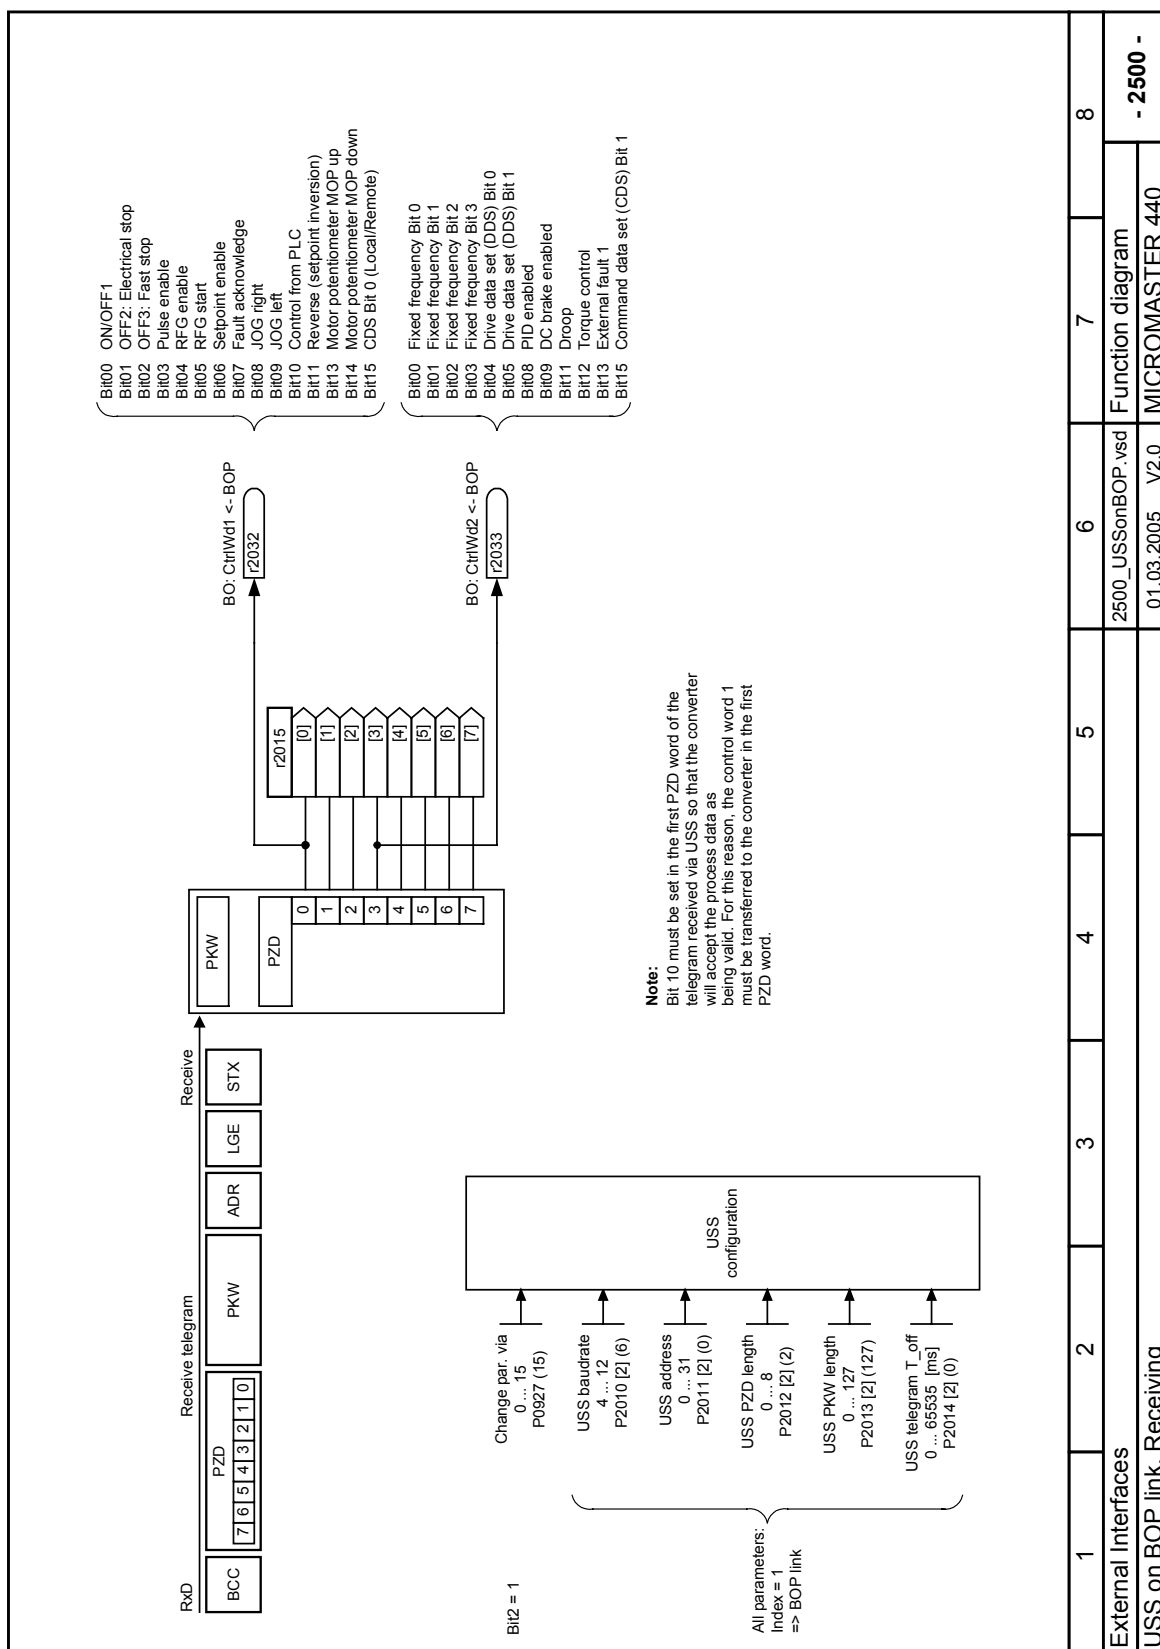 RxD
Receive telegram
Receive
BCC
PZD
7 6 5 4 3 2 1 0
PKW
ADR
LGE
STX
PKW
PZD
0
1
2
3
4
5
6
7
r2015
[0]
[1]
[2]
[3]
[4]
[5]
[6]
[7]
BO: CtrlWd1 <- BOP
r2032
BO: CtrlWd2 <- BOP
r2033
Bit00 ON/OFF1
Bit01 OFF2: Electrical stop
Bit02 OFF3: Fast stop
Bit03 Pulse enable
Bit04 RFG enable
Bit05 RFG start
Bit06 Setpoint enable
Bit07 Fault acknowledge
Bit08 JOG right
Bit09 JOG left
Bit10 Control from PLC
Bit11 Reverse (setpoint inversion)
Bit13 Motor potentiometer MOP up
Bit14 Motor potentiometer MOP down
Bit15 CDS Bit 0 (Local/Remote)
Bit00 Fixed frequency Bit 0
Bit01 Fixed frequency Bit 1
Bit02 Fixed frequency Bit 2
Bit03 Fixed frequency Bit 3
Bit04 Drive data set (DDS) Bit 0
Bit05 Drive data set (DDS) Bit 1
Bit08 PID enabled
Bit09 DC brake enabled
Bit11 Droop
Bit12 Torque control
Bit13 External fault 1
Bit15 Command data set (CDS) Bit 1
Bit2 = 1
Change par. via
0 ... 15
P0927 (15)
USS baudrate
4 ... 12
P2010 [2] (6)
USS address
0 ... 31
P2011 [2] (0)
USS PZD length
0 ... 8
P2012 [2] (2)
USS PKW length
0 ... 127
P2013 [2] (127)
USS telegram T_off
0 ... 65535 [ms]
P2014 [2] (0)
All parameters:
Index = 1
=> BOP link
USS
configuration
Note:
Bit 10 must be set in the first PZD word of the
telegram received via USS so that the converter
will accept the process data as
being valid. For this reason, the control word 1
must be transferred to the converter in the first
PZD word.
1 2 3 4 5 6 7 8
External Interfaces
2500_USSonBOP.vsd
Function diagram
- 2500 -
USS on BOP link, Receiving
01.03.2005 V2.0
MICROMASTER 440